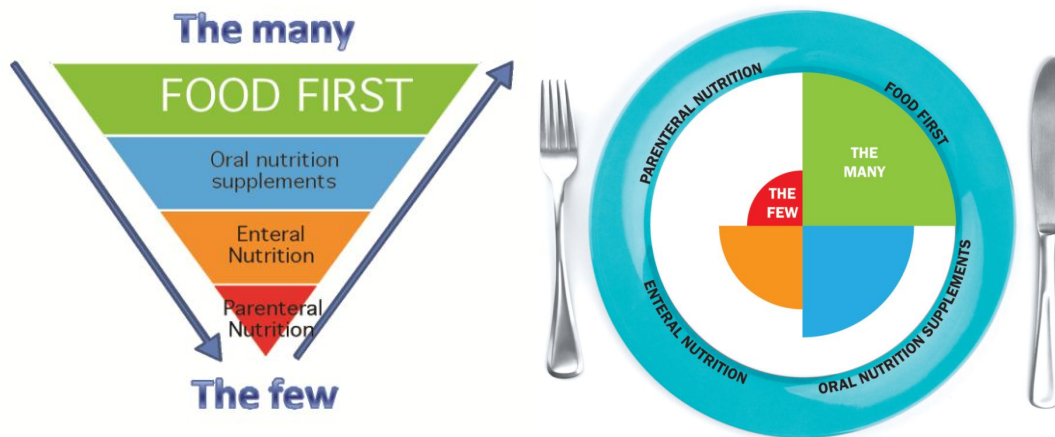 The many
FOOD FIRST
Oral nutrition
supplements
Enteral
Nutrition
Parenteral
Nutrition
The few
PARENTERAL NUTRITION
FOOD FIRST
THE
MANY
THE
FEW
ENTERAL NUTRITION
ORAL NUTRITION SUPPLEMENTS